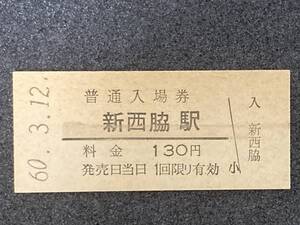 60. 3.12.
普通入場券
新西脇駅
料金 130円
発売日当日1回限り有効
小
入
新西脇